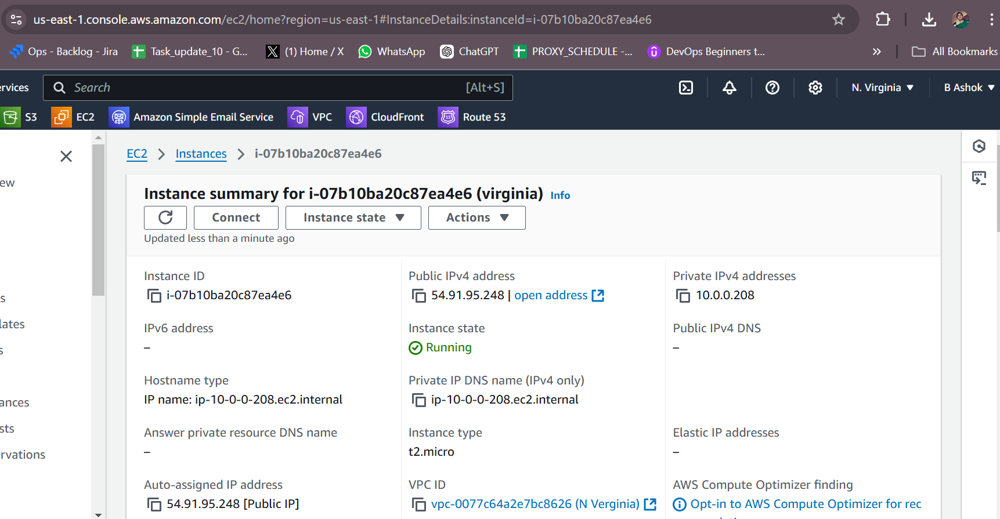 us-east-1.console.aws.amazon.com/ec2/home?region=us-east-1#InstanceDetails:instanceId=i-07b10ba20c87ea4e6
Ops - Backlog - Jira Task_update_10 - G... (1) Home / X WhatsApp ChatGPT PROXY_SCHEDULE -... DevOps Beginners t... » All Bookmarks
ervices Search [Alt+S] N. Virginia B Ashok
S3 EC2 Amazon Simple Email Service VPC CloudFront Route 53
EC2 > Instances > i-07b10ba20c87ea4e6
ew
s
lates
s
ances
sts
rvations
Instance summary for i-07b10ba20c87ea4e6 (virginia) Info
Connect Instance state Actions
Updated less than a minute ago
Instance ID
i-07b10ba20c87ea4e6
Public IPv4 address
54.91.95.248 | open address
Private IPv4 addresses
10.0.0.208
IPv6 address
–
Instance state
Running
Public IPv4 DNS
–
Hostname type
IP name: ip-10-0-0-208.ec2.internal
Private IP DNS name (IPv4 only)
ip-10-0-0-208.ec2.internal
Answer private resource DNS name
–
Instance type
t2.micro
Elastic IP addresses
–
Auto-assigned IP address
54.91.95.248 [Public IP]
VPC ID
vpc-0077c64a2e7bc8626 (N Verginia)
AWS Compute Optimizer finding
Opt-in to AWS Compute Optimizer for rec